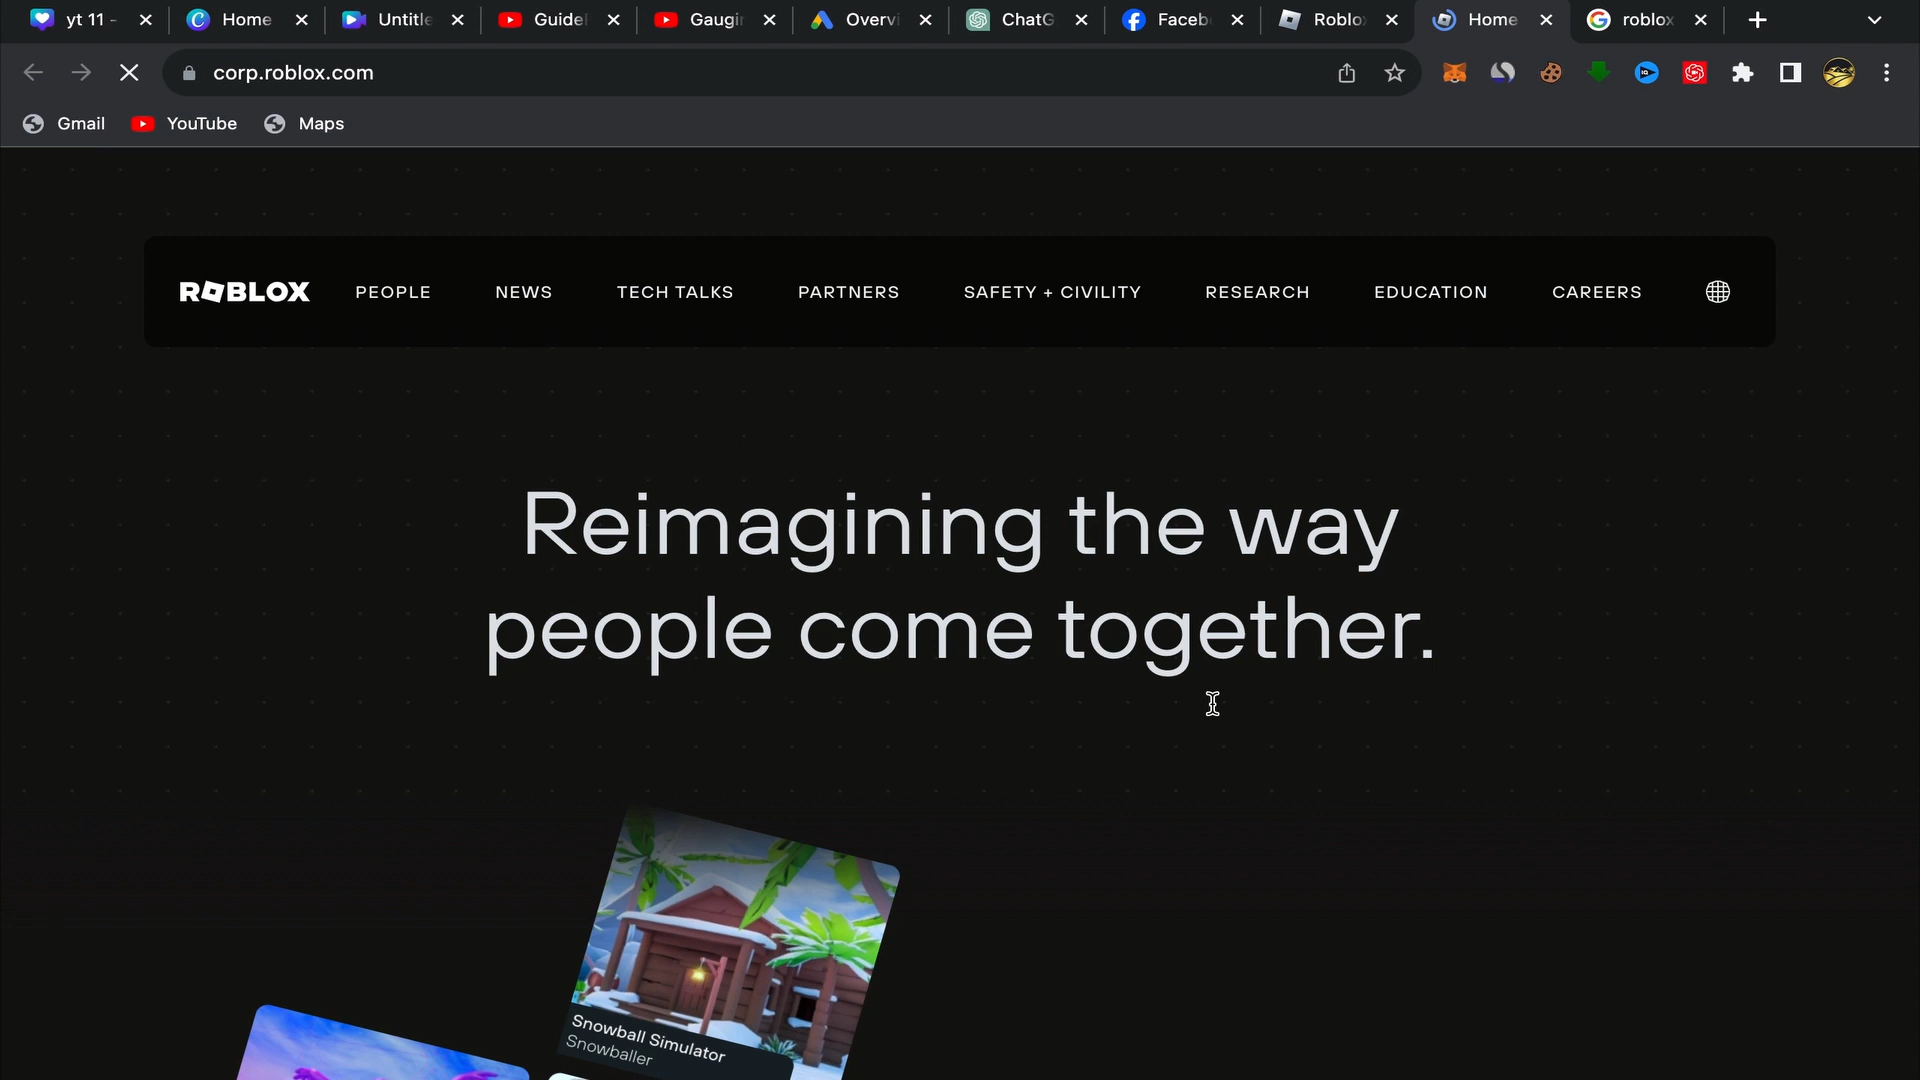 yt 11 -
Home
Untitle
Guide
Gaugin
Overvi
ChatG
Faceb
Roblo
Home
roblox
corp.roblox.com
Gmail
YouTube
Maps
ROBLOX
PEOPLE
NEWS
TECH TALKS
PARTNERS
SAFETY + CIVILITY
RESEARCH
EDUCATION
CAREERS
Reimagining the way
people come together.
Snowball Simulator
Snowballer